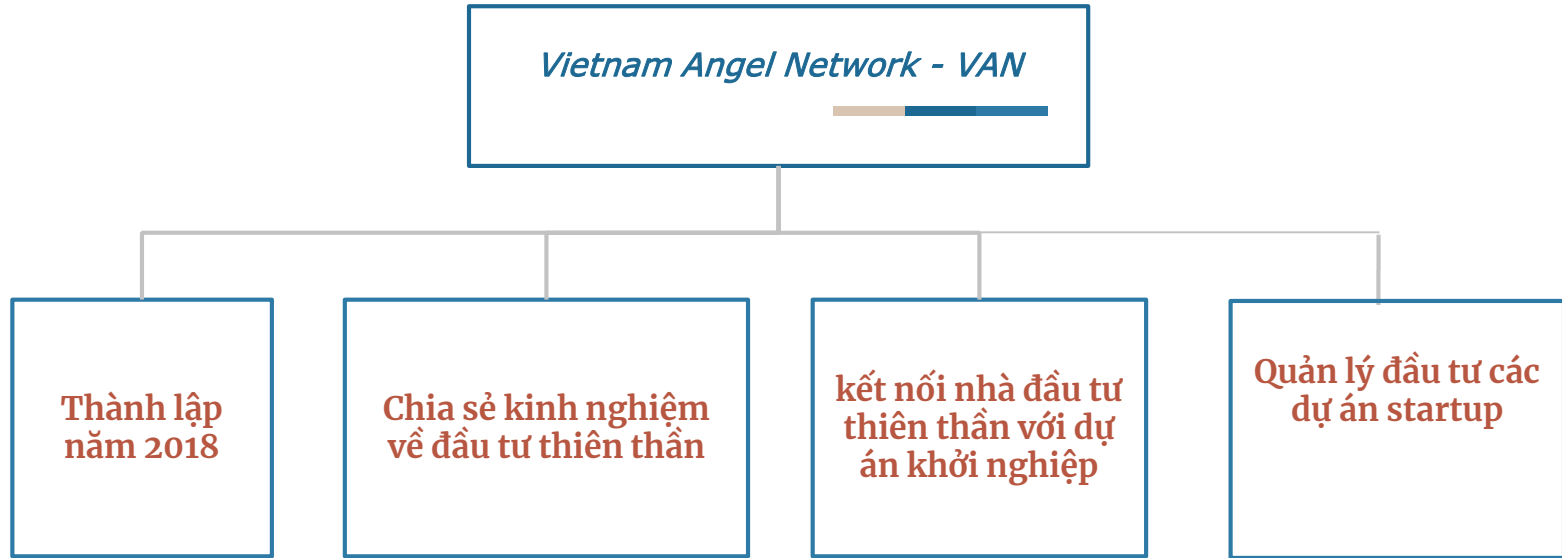 Vietnam Angel Network - VAN
Thành lập
năm 2018
Chia sẻ kinh nghiệm
về đầu tư thiên thần
kết nối nhà đầu tư
thiên thần với dự
án khởi nghiệp
Quản lý đầu tư các
dự án startup